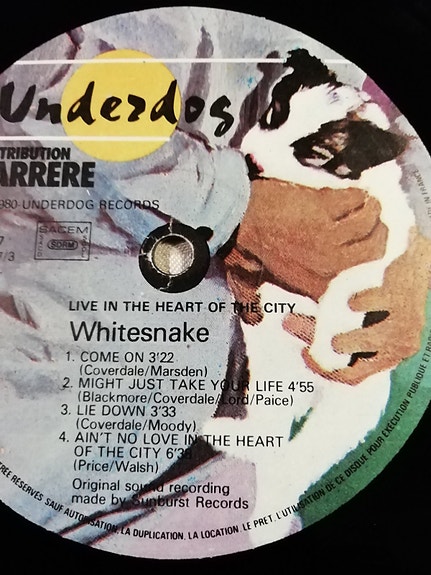 Underdog
TRIBUTION
ARRERE
980 UNDERDOG RECORDS
SACEM
SDRM
7/3
LIVE IN THE HEART OF THE CITY
Whitesnake
1. COME ON 3'22
(Coverdale/Marsden)
2. MIGHT JUST TAKE YOUR LIFE 4'55
(Blackmore/Coverdale/Lord/Paice)
3. LIE DOWN 3'33
(Coverdale/Moody)
4. AIN'T NO LOVE IN THE HEART
OF THE CITY
(Price/Walsh)
Original sound recording
made by Sunburst Records
RESERVES SAUF AUTORISATION. LA DUPLICATION, LA LOCATION, LE PRET, L'UTILISATION DE CE DISQUE POUR EXÉCUTION PUBLIQUE ET
IN FRANCE